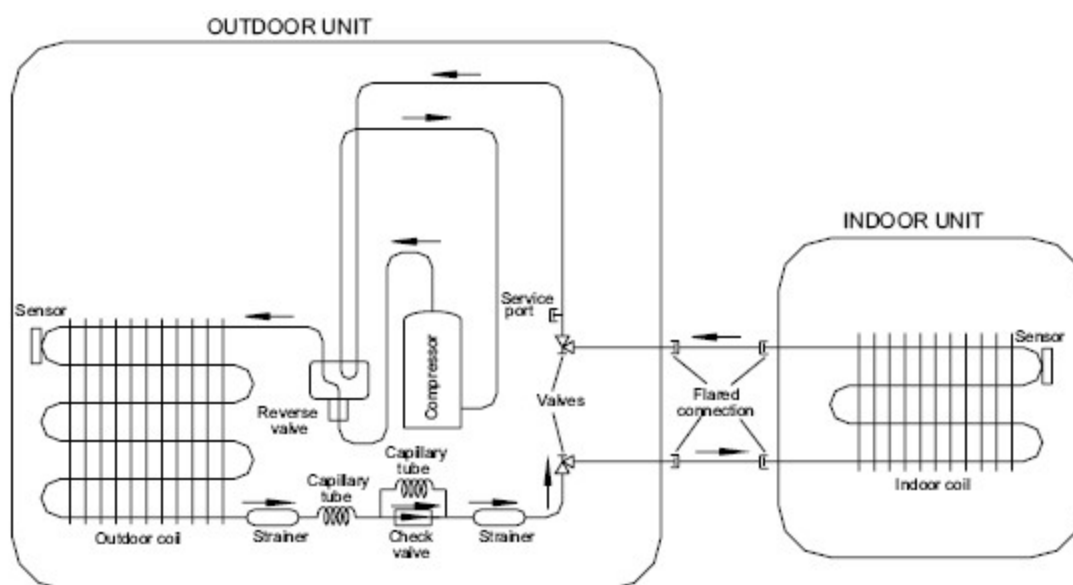 OUTDOOR UNIT
INDOOR UNIT
Sensor
Service
port
Sensor
Compressor
Reverse
valve
Valves
Flared
connection
Capillary
tube
Capillary
tube
Outdoor coil
Strainer
Check
valve
Strainer
Indoor coil